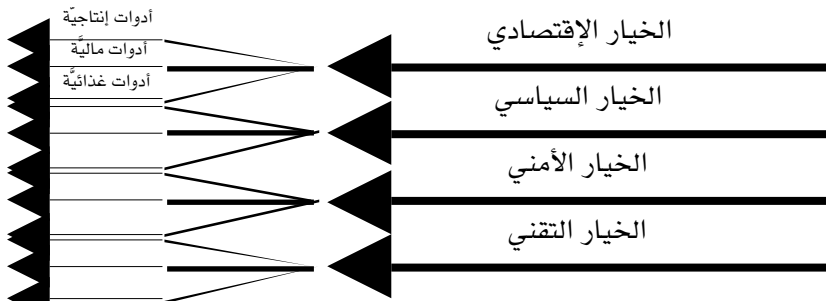 الخيار الإقتصادي
أدوات إنتاجيّة
أدوات ماليَّة
أدوات غذائيَّة
الخيار السياسي
الخيار الأمني
الخيار التقني